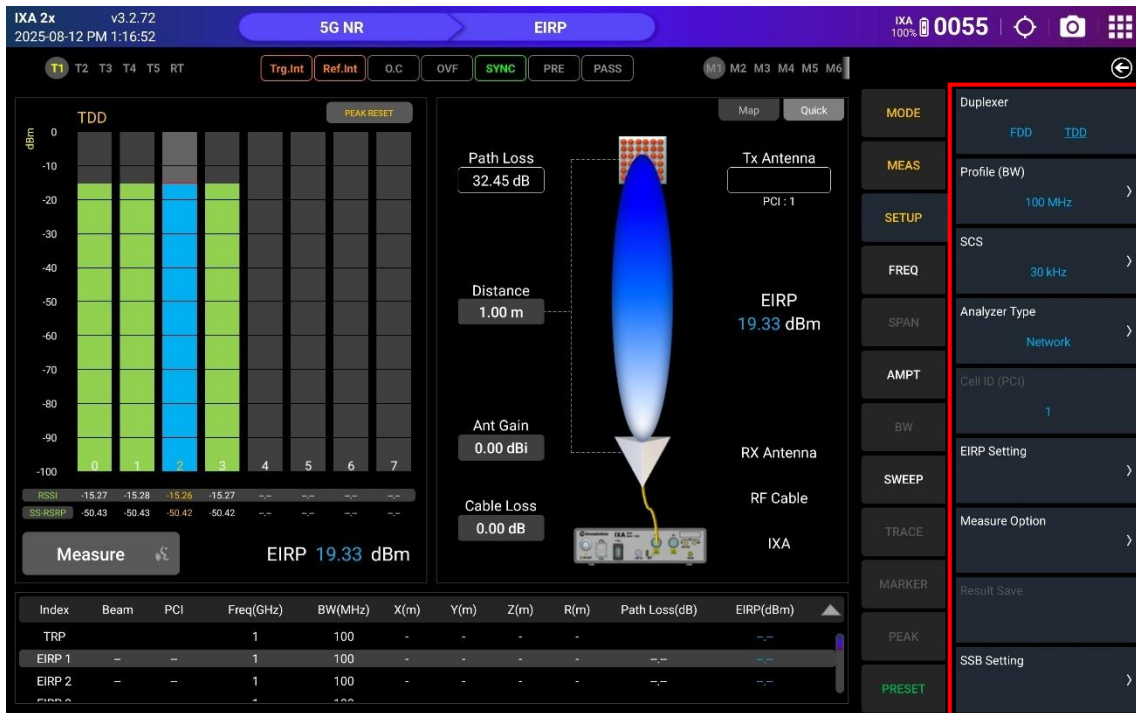 IXA 2x v3.2.72
2025-08-12 PM 1:16:52
5G NR EIRP
IXA 100% 0055
T1 T2 T3 T4 T5 RT
Trg.Int Ref.Int O.C OVF SYNC PRE PASS
M1 M2 M3 M4 M5 M6
TDD
PEAK RESET
dBm
0
-10
-20
-30
-40
-50
-60
-70
-80
-90
-100
0 1 2 3 4 5 6 7
RSSI -15.27 -15.28 -15.26 -15.27 --.-- --.-- --.-- --.--
SS-RSRP -50.43 -50.43 -50.42 -50.42 --.-- --.-- --.-- --.--
Measure
EIRP 19.33 dBm
Map Quick
Path Loss
32.45 dB
Tx Antenna
PCI : 1
Distance
1.00 m
EIRP
19.33 dBm
Ant Gain
0.00 dBi
RX Antenna
Cable Loss
0.00 dB
RF Cable
IXA
Index Beam PCI Freq(GHz) BW(MHz) X(m) Y(m) Z(m) R(m) Path Loss(dB) EIRP(dBm)
TRP 1 100 - - - - --.--
EIRP 1 -- -- 1 100 - - - - --.-- --.--
EIRP 2 -- -- 1 100 - - - - --.-- --.--
MODE
MEAS
SETUP
FREQ
SPAN
AMPT
BW
SWEEP
TRACE
MARKER
PEAK
PRESET
Duplexer
FDD TDD
Profile (BW)
100 MHz
SCS
30 kHz
Analyzer Type
Network
Cell ID (PCI)
1
EIRP Setting
Measure Option
Result Save
SSB Setting